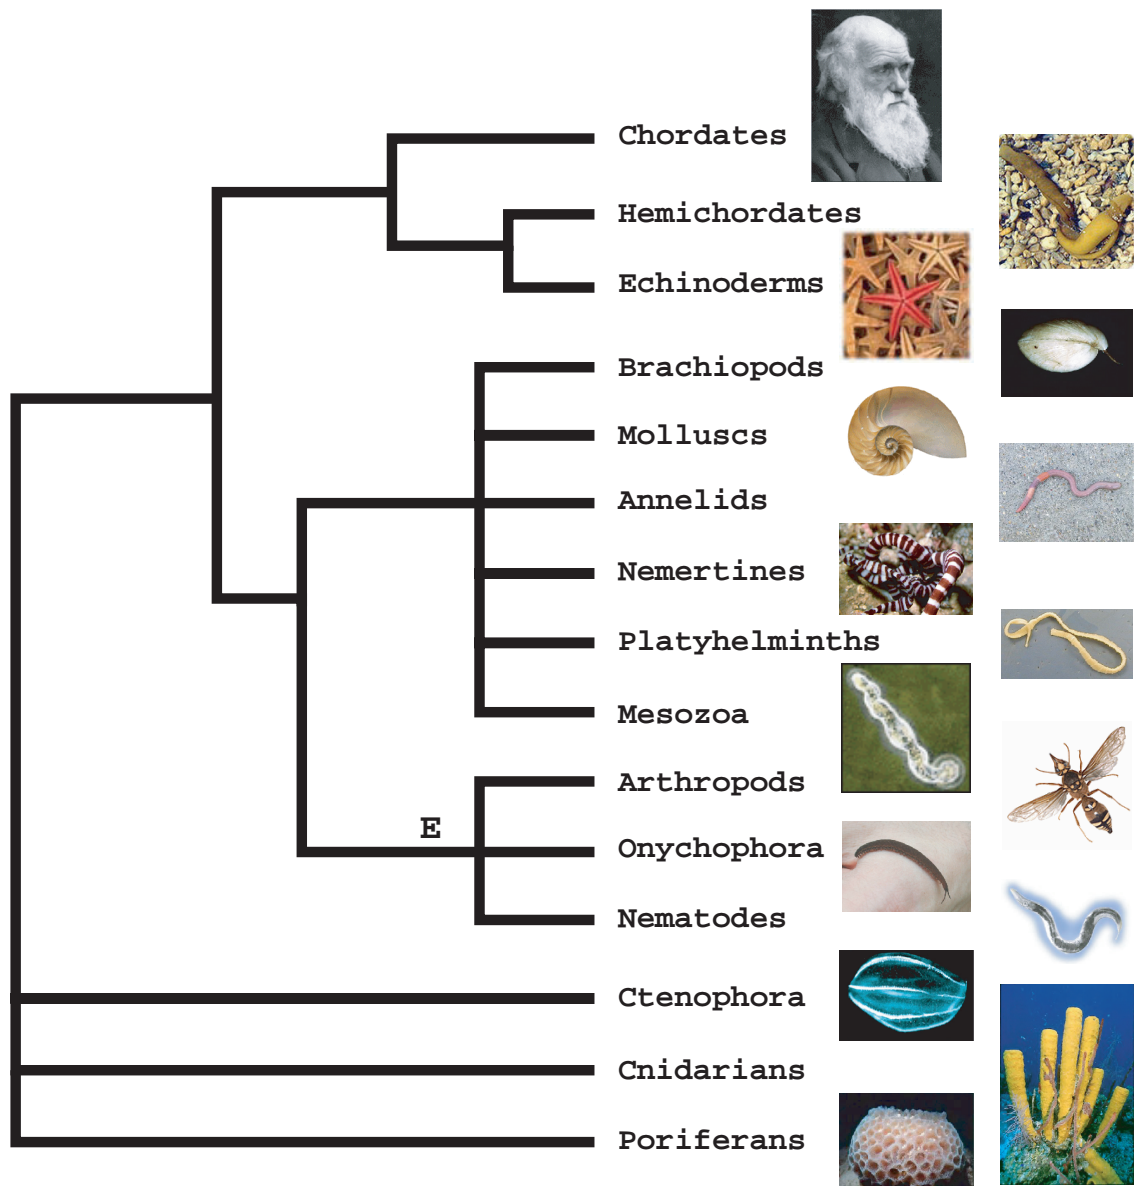 Chordates
Hemichordates
Echinoderms
Brachiopods
Molluscs
Annelids
Nemertines
Platyhelminths
Mesozoa
Arthropods
E
Onychophora
Nematodes
Ctenophora
Cnidarians
Poriferans